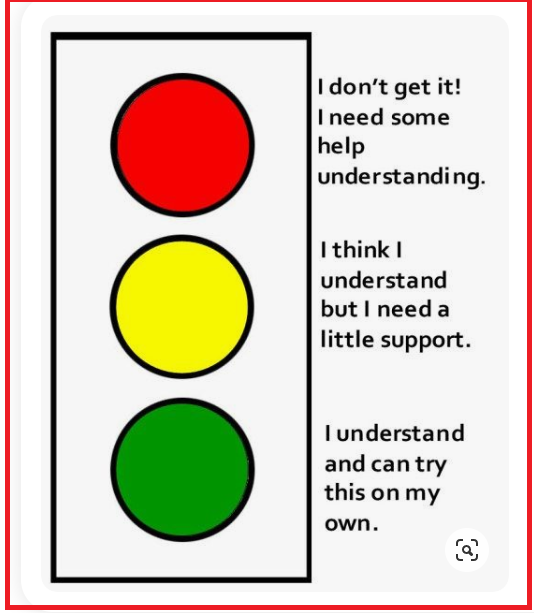 I don't get it!
I need some
help
understanding.
I think I
understand
but I need a
little support.
I understand
and can try
this on my
own.